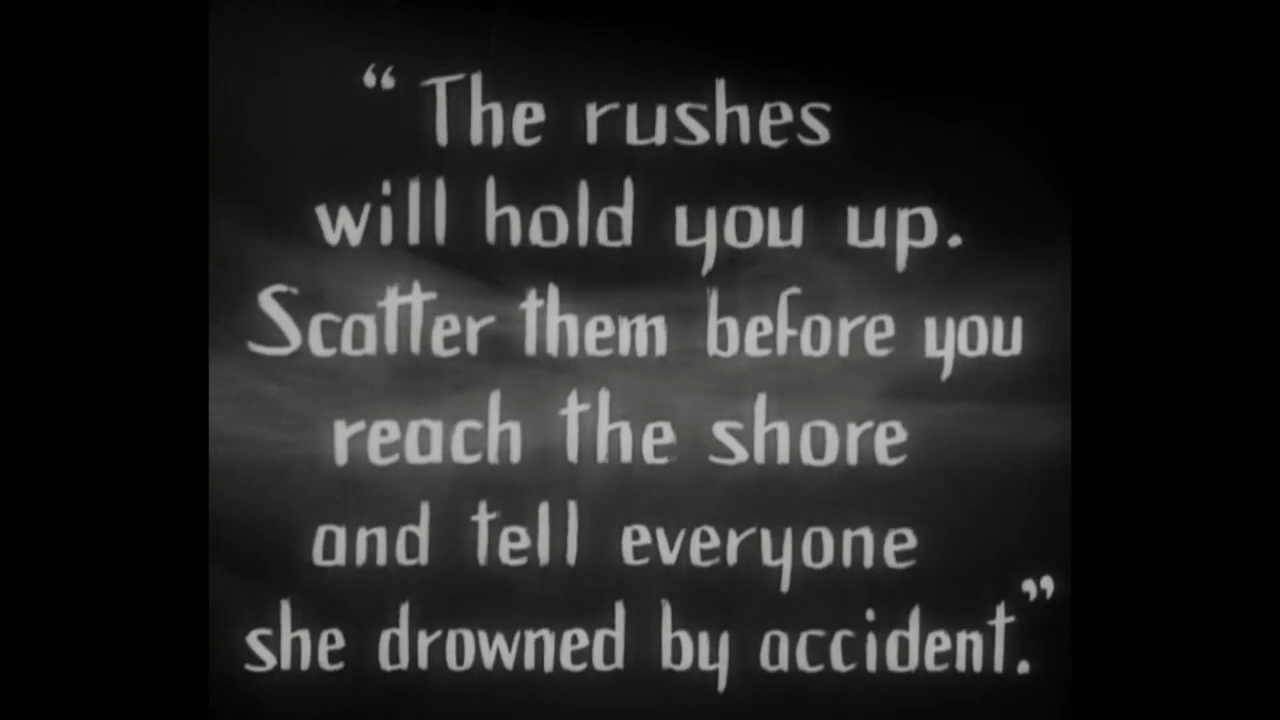 “The rushes
will hold you up.
Scatter them before you
reach the shore
and tell everyone
she drowned by accident.”